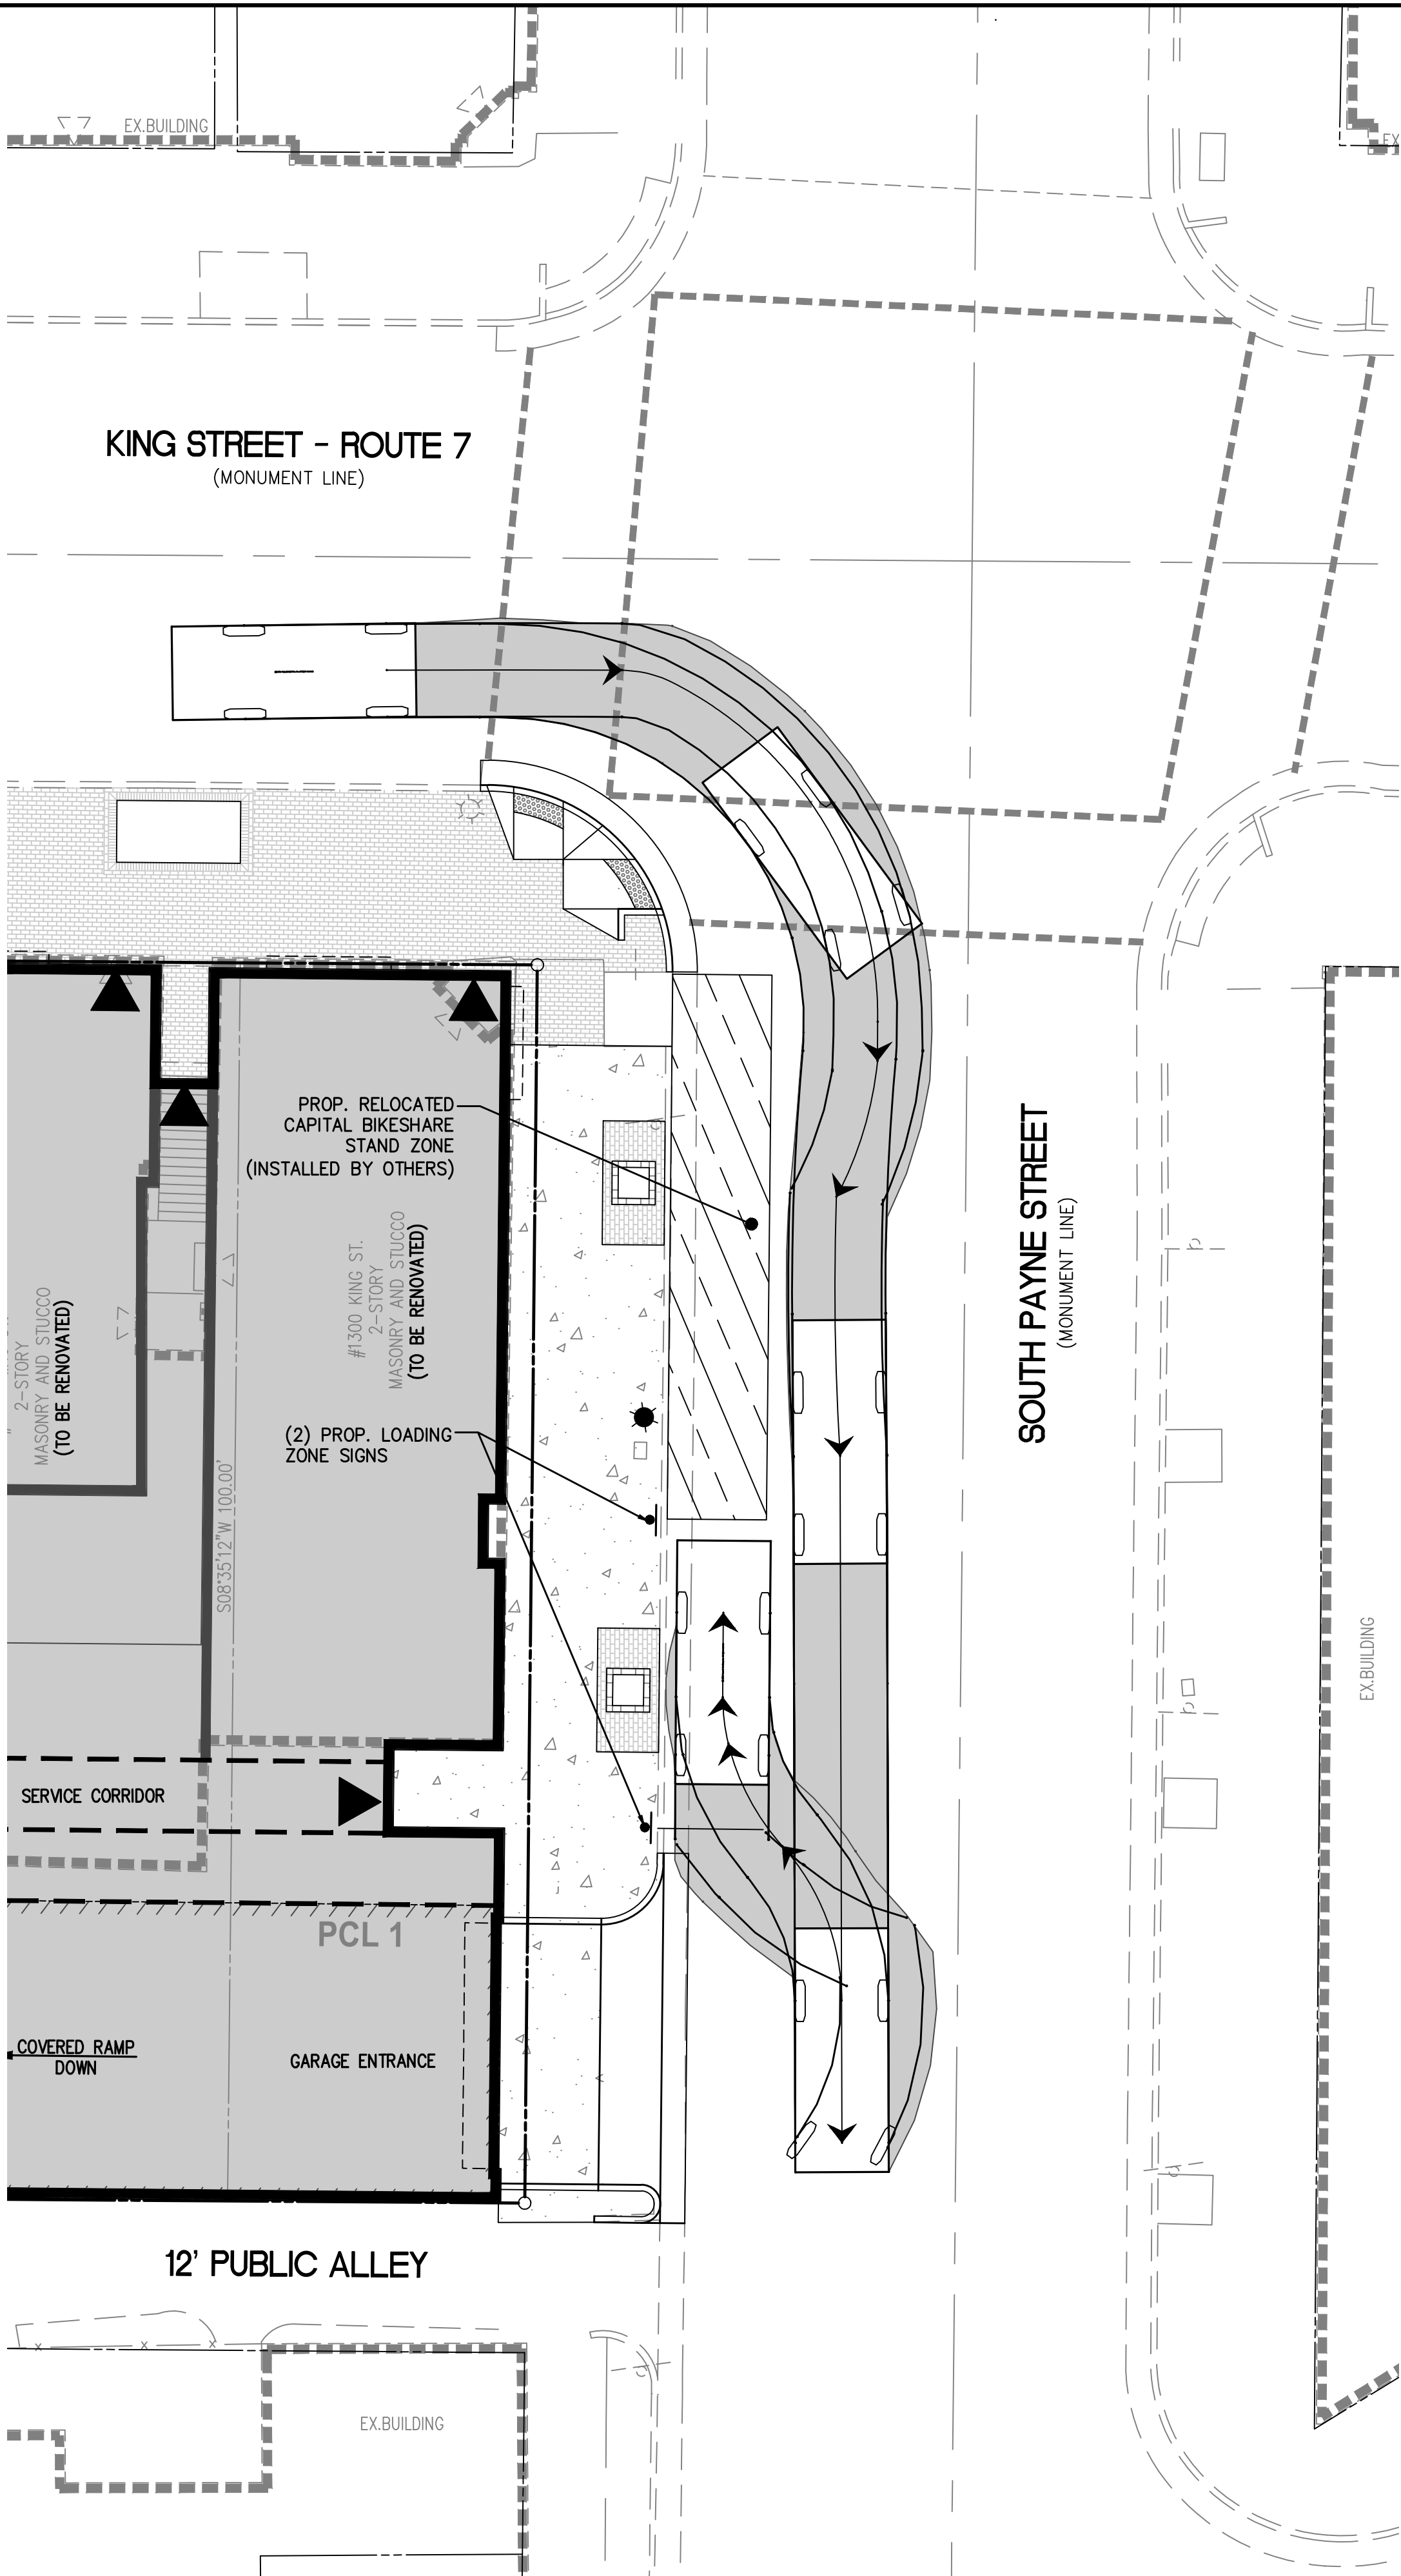 EX.BUILDING
KING STREET - ROUTE 7
(MONUMENT LINE)
PROP. RELOCATED
CAPITAL BIKESHARE
STAND ZONE
(INSTALLED BY OTHERS)
SOUTH PAYNE STREET
(MONUMENT LINE)
#1300 KING ST.
2-STORY
MASONRY AND STUCCO
(TO BE RENOVATED)
2-STORY
MASONRY AND STUCCO
(TO BE RENOVATED)
(2) PROP. LOADING
ZONE SIGNS
S08°35'12"W 100.00'
EX.BUILDING
SERVICE CORRIDOR
PCL 1
COVERED RAMP
DOWN
GARAGE ENTRANCE
12' PUBLIC ALLEY
EX.BUILDING